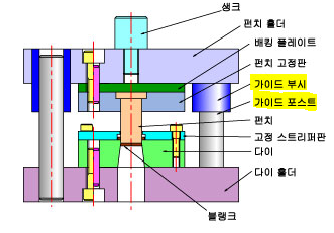 생크
펀치 홀더
배킹 플레이트
펀치 고정판
가이드 부시
가이드 포스트
펀치
고정 스트리퍼판
다이
다이 홀더
블랭크